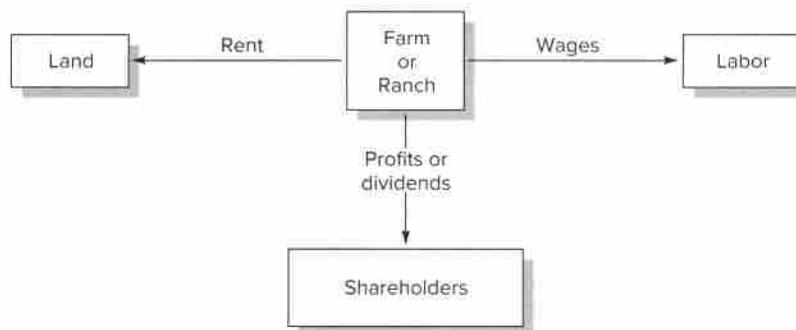 Land
Rent
Farm
or
Ranch
Wages
Labor
Profits or
dividends
Shareholders